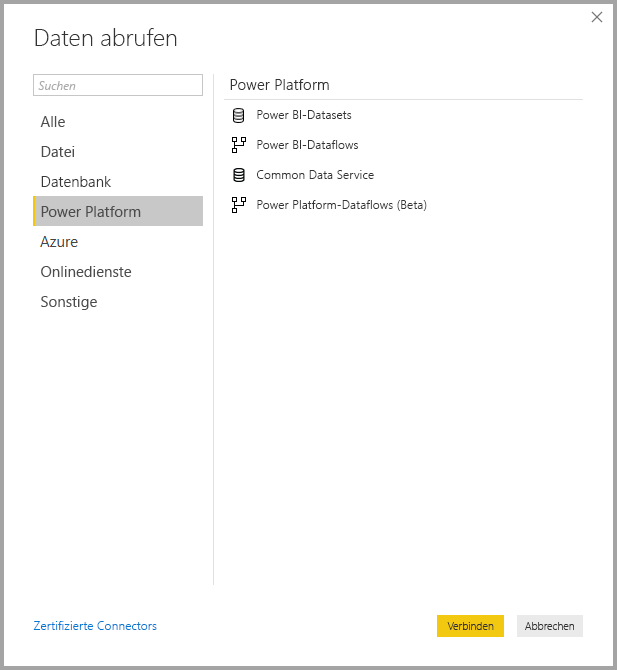 Daten abrufen
Suchen
Alle
Datei
Datenbank
Power Platform
Azure
Onlinedienste
Sonstige
Power Platform
Power BI-Datasets
Power BI-Dataflows
Common Data Service
Power Platform-Dataflows (Beta)
Zertifizierte Connectors
Verbinden
Abbrechen